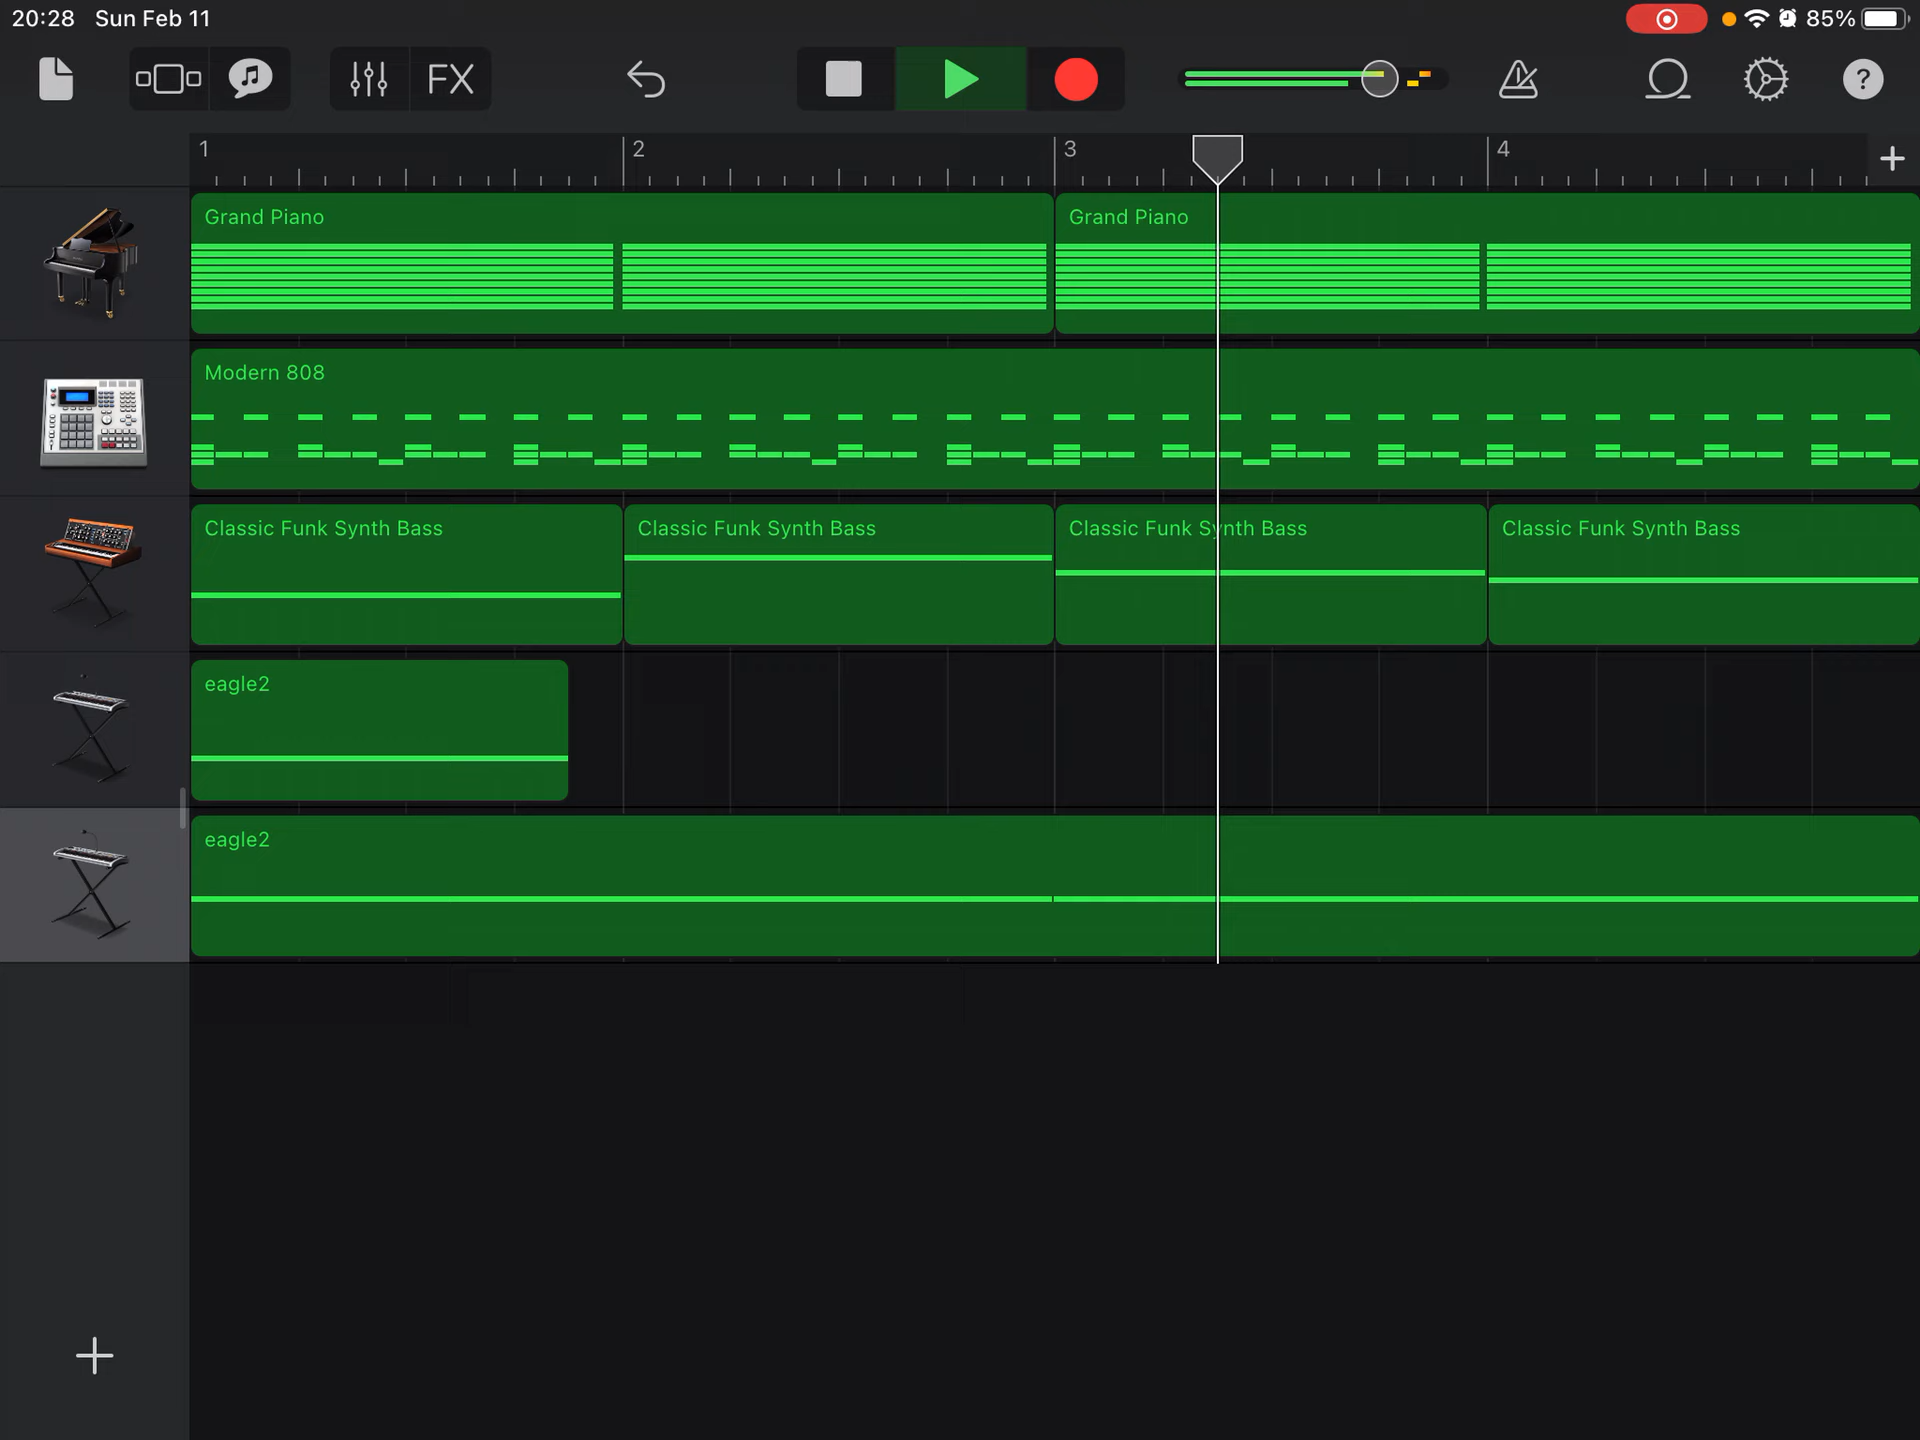 20:28 Sun Feb 11 85%
FX ?
1 2 3 4
Grand Piano Grand Piano
Modern 808
Classic Funk Synth Bass Classic Funk Synth Bass Classic Funk Synth Bass Classic Funk Synth Bass
eagle2
eagle2